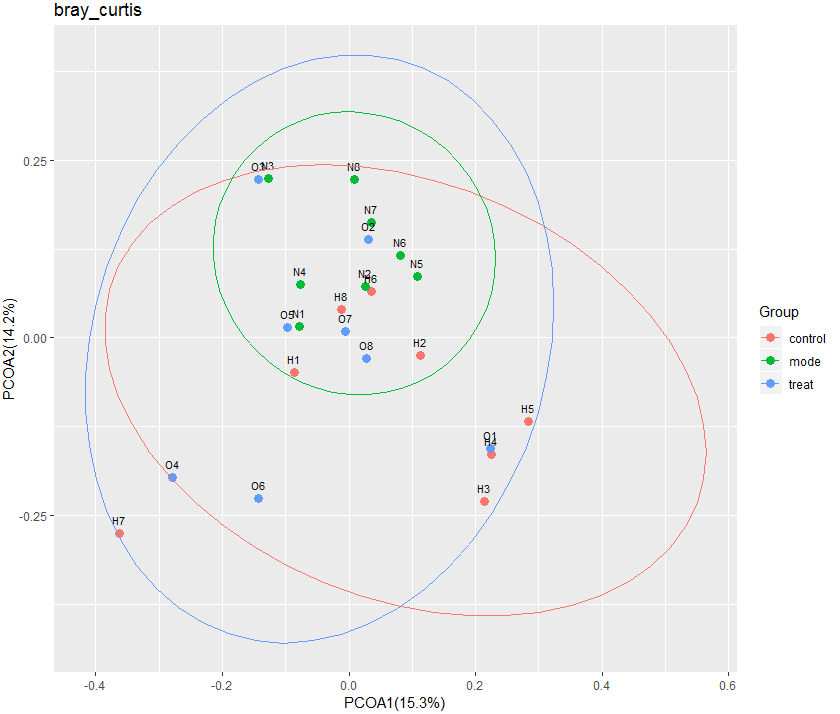 bray_curtis
O3 N3 N8
N7
O2
N6
N5
N4 N2 H6
H8
O5 N1 O7
O8 H2
H1
H5
O1
H4
O4
O6 H3
H7
0.25
0.00
-0.25
PCOA2(14.2%)
-0.4 -0.2 0.0 0.2 0.4 0.6
PCOA1(15.3%)
Group
control
mode
treat